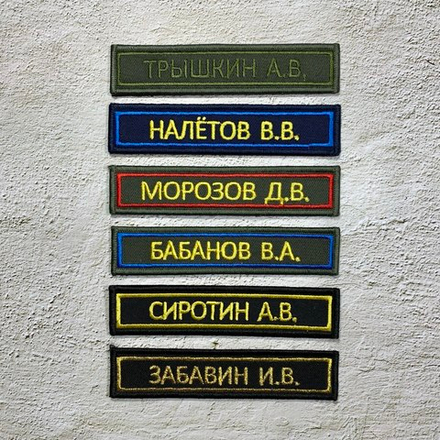 ТРЫШКИН А.В.
НАЛЁТОВ В.В.
МОРОЗОВ Д.В.
БАБАНОВ В.А.
СИРОТИН А.В.
ЗАБАВИН И.В.